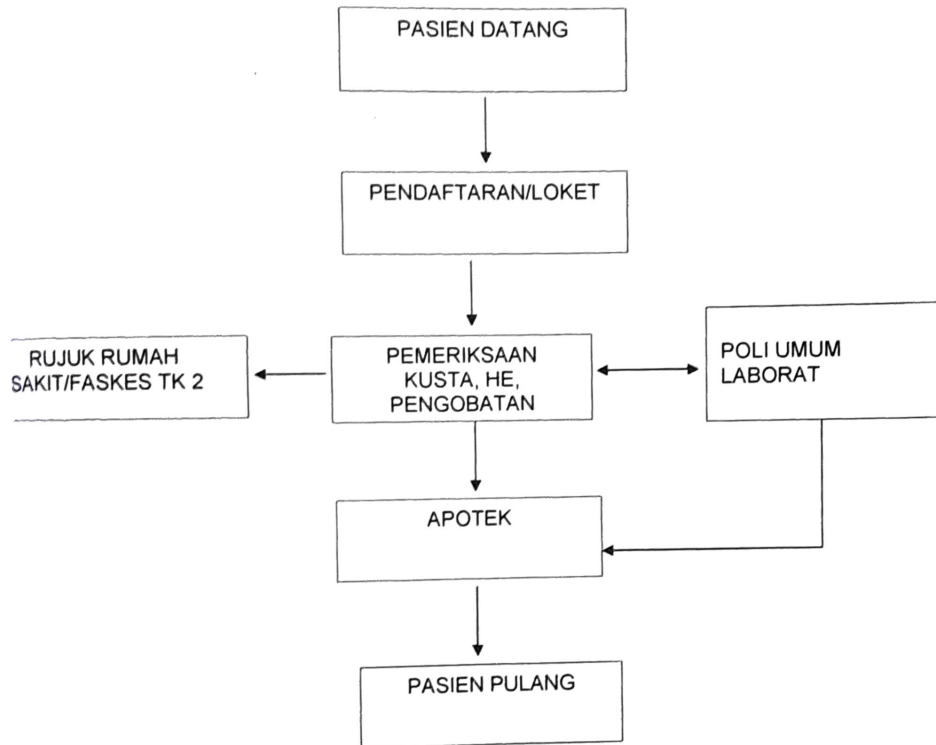 PASIEN DATANG
PENDAFTARAN/LOKET
RUJUK RUMAH
SAKIT/FASKES TK 2
PEMERIKSAAN
KUSTA, HE,
PENGOBATAN
POLI UMUM
LABORAT
APOTEK
PASIEN PULANG